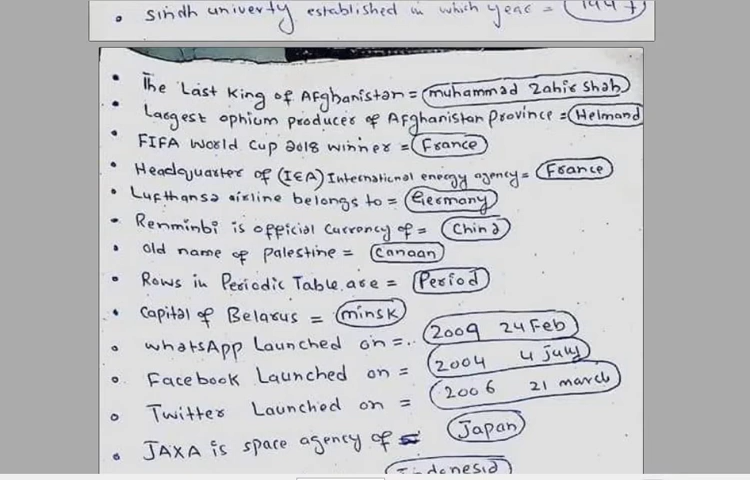 • Sindh univerty established in which year = 1947
• The Last King of Afghanistan = muhammad Zahir Shah
• Largest ophium producer of Afghanistan Province = Helmand
• FIFA World Cup 2018 winner = France
• Headquarter of (IEA) International energy agency = France
• Lufthansa airline belongs to = Germany
• Renminbi is official Currency of = China
• old name of palestine = Canaan
• Rows in Periodic Table are = Period
• Capital of Belarus = minsk
• WhatsApp Launched on = 2009 24 Feb
• Facebook Launched on = 2004 4 july
• Twitter Launched on = 2006 21 march
• JAXA is space agency of = Japan
Indonesia